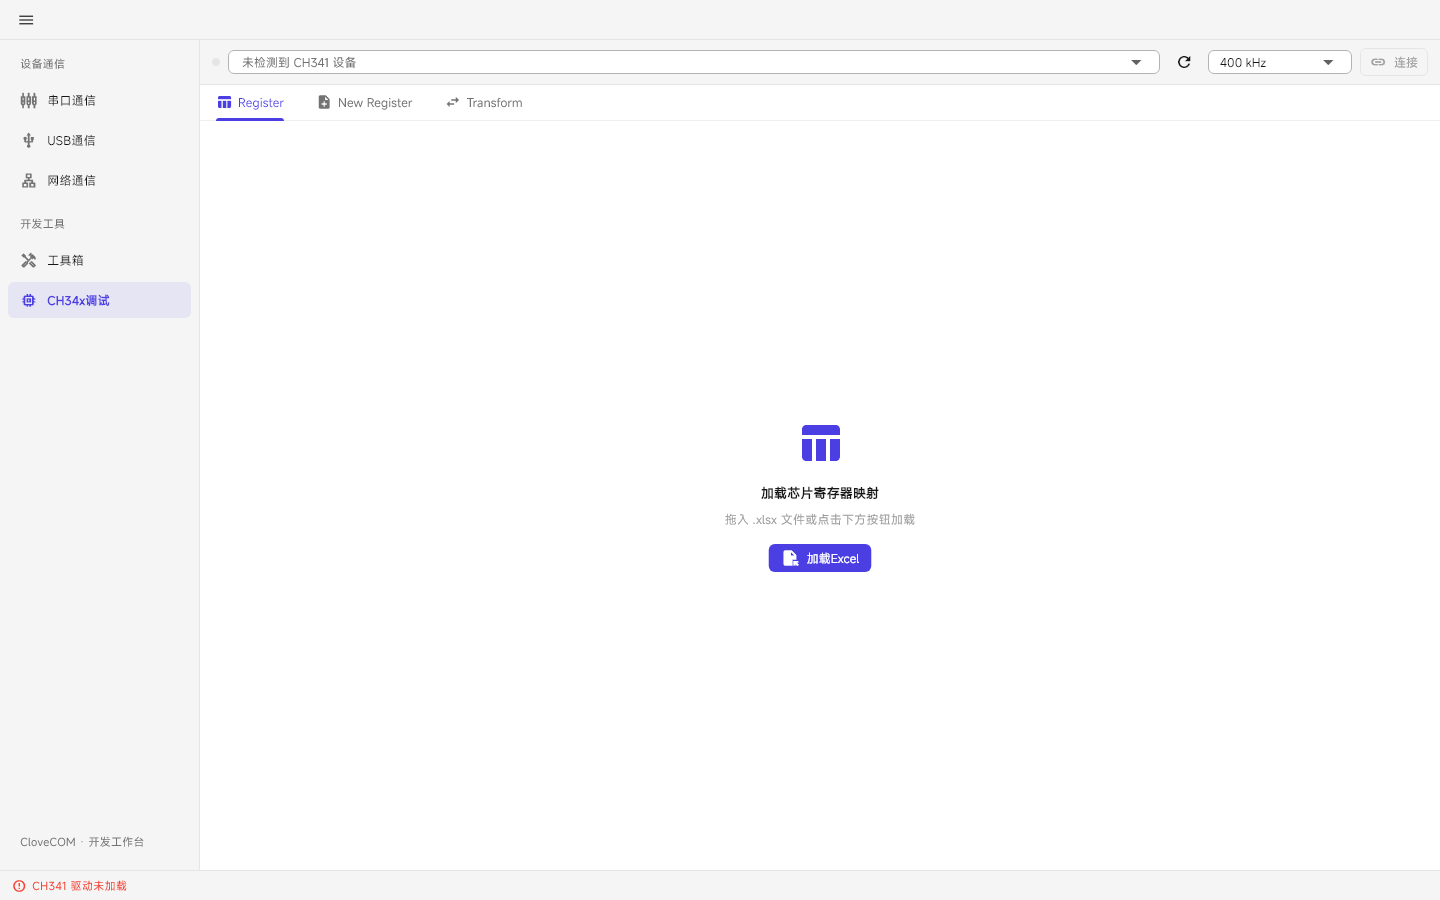 设备通信
串口通信
USB通信
网络通信
开发工具
工具箱
CH34x调试
CloveCOM · 开发工作台
未检测到 CH341 设备
400 kHz
连接
Register
New Register
Transform
加载芯片寄存器映射
拖入 .xlsx 文件或点击下方按钮加载
加载Excel
CH341 驱动未加载